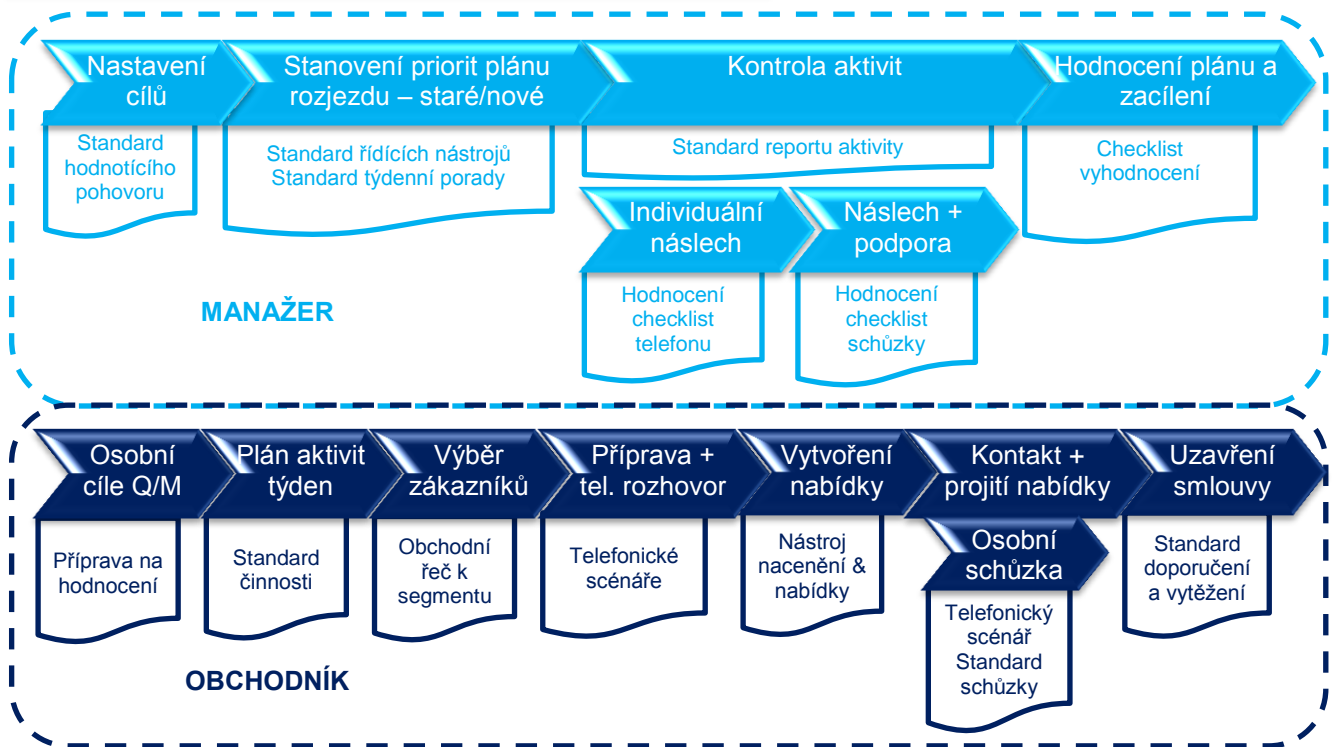 Nastavení
cílů
Stanovení priorit plánu
rozjezdu – staré/nové
Kontrola aktivit
Hodnocení plánu a
zacílení
Standard
hodnotícího
pohovoru
Standard řídících nástrojů
Standard týdenní porady
Standard reportu aktivity
Checklist
vyhodnocení
Individuální
náslech
Náslech +
podpora
Hodnocení
checklist
telefonu
Hodnocení
checklist
schůzky
MANAŽER
Osobní
cíle Q/M
Plán aktivit
týden
Výběr
zákazníků
Příprava +
tel. rozhovor
Vytvoření
nabídky
Kontakt +
projití nabídky
Uzavření
smlouvy
Příprava na
hodnocení
Standard
činnosti
Obchodní
řeč k
segmentu
Telefonické
scénáře
Nástroj
nacenění &
nabídky
Osobní
schůzka
Telefonický
scénář
Standard
schůzky
Standard
doporučení
a vytěžení
OBCHODNÍK